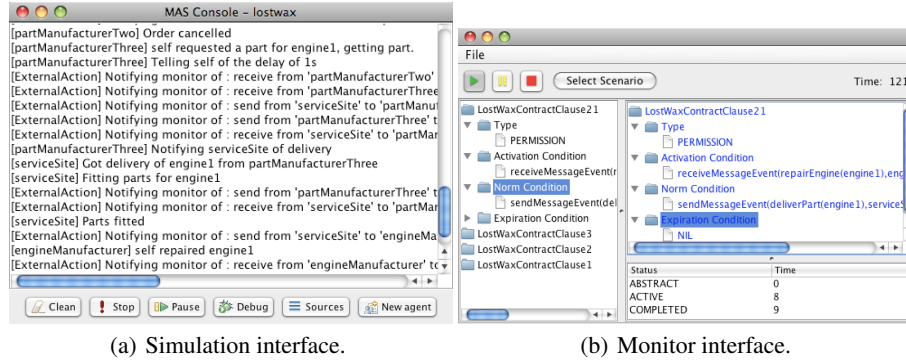 MAS Console - lostwax
[partManufacturerTwo] Order cancelled
[partManufacturerThree] self requested a part for engine1, getting part.
[partManufacturerThree] Telling self of the delay of 1s
[ExternalAction] Notifying monitor of : receive from 'partManufacturerTwo'
[ExternalAction] Notifying monitor of : receive from 'partManufacturerThree
[ExternalAction] Notifying monitor of : send from 'serviceSite' to 'partManuf
[ExternalAction] Notifying monitor of : send from 'partManufacturerThree' t
[ExternalAction] Notifying monitor of : receive from 'serviceSite' to 'partMar
[partManufacturerThree] Notifying serviceSite of delivery
[serviceSite] Got delivery of engine1 from partManufacturerThree
[serviceSite] Fitting parts for engine1
[ExternalAction] Notifying monitor of : send from 'partManufacturerThree' t
[ExternalAction] Notifying monitor of : receive from 'serviceSite' to 'partMar
[serviceSite] Parts fitted
[ExternalAction] Notifying monitor of : send from 'serviceSite' to 'engineMa
[engineManufacturer] self repaired engine1
[ExternalAction] Notifying monitor of : receive from 'engineManufacturer' to
Clean Stop Pause Debug Sources New agent
(a) Simulation interface.
File
Select Scenario Time: 121
LostWaxContractClause21
Type
PERMISSION
Activation Condition
receiveMessageEvent(r
Norm Condition
sendMessageEvent(del
Expiration Condition
LostWaxContractClause3
LostWaxContractClause2
LostWaxContractClause1
LostWaxContractClause21
Type
PERMISSION
Activation Condition
receiveMessageEvent(repairEngine(engine1),eng
Norm Condition
sendMessageEvent(deliverPart(engine1),serviceS
Expiration Condition
NIL
Status Time
ABSTRACT 0
ACTIVE 8
COMPLETED 9
(b) Monitor interface.